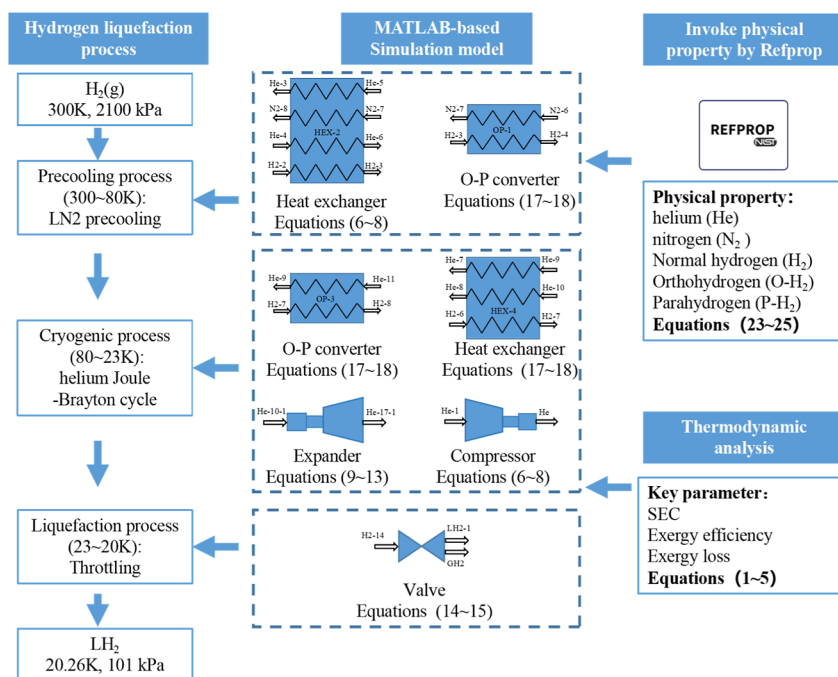 Hydrogen liquefaction
process
H₂(g)
300K, 2100 kPa
Precooling process
(300~80K):
LN2 precooling
Cryogenic process
(80~23K):
helium Joule
-Brayton cycle
Liquefaction process
(23~20K):
Throttling
LH₂
20.26K, 101 kPa
MATLAB-based
Simulation model
He-3
He-5
N2-8
N2-7
HEX-2
He-4
He-6
H2-2
H2-3
Heat exchanger
Equations (6~8)
N2-7
N2-6
OP-1
H2-3
H2-4
O-P converter
Equations (17~18)
He-9
He-11
OP-3
H2-7
H2-8
O-P converter
Equations (17~18)
He-7
He-9
He-8
He-10
H2-6
HEX-4
H2-7
Heat exchanger
Equations (17~18)
He-10-1
He-17-1
Expander
Equations (9~13)
He-1
He
Compressor
Equations (6~8)
H2-14
LH2-1
GH2
Valve
Equations (14~15)
Invoke physical
property by Refprop
REFPROP
NIST
Physical property：
helium (He)
nitrogen (N₂ )
Normal hydrogen (H₂)
Orthohydrogen (O-H₂)
Parahydrogen (P-H₂)
Equations（23~25）
Thermodynamic
analysis
Key parameter：
SEC
Exergy efficiency
Exergy loss
Equations（1~5）